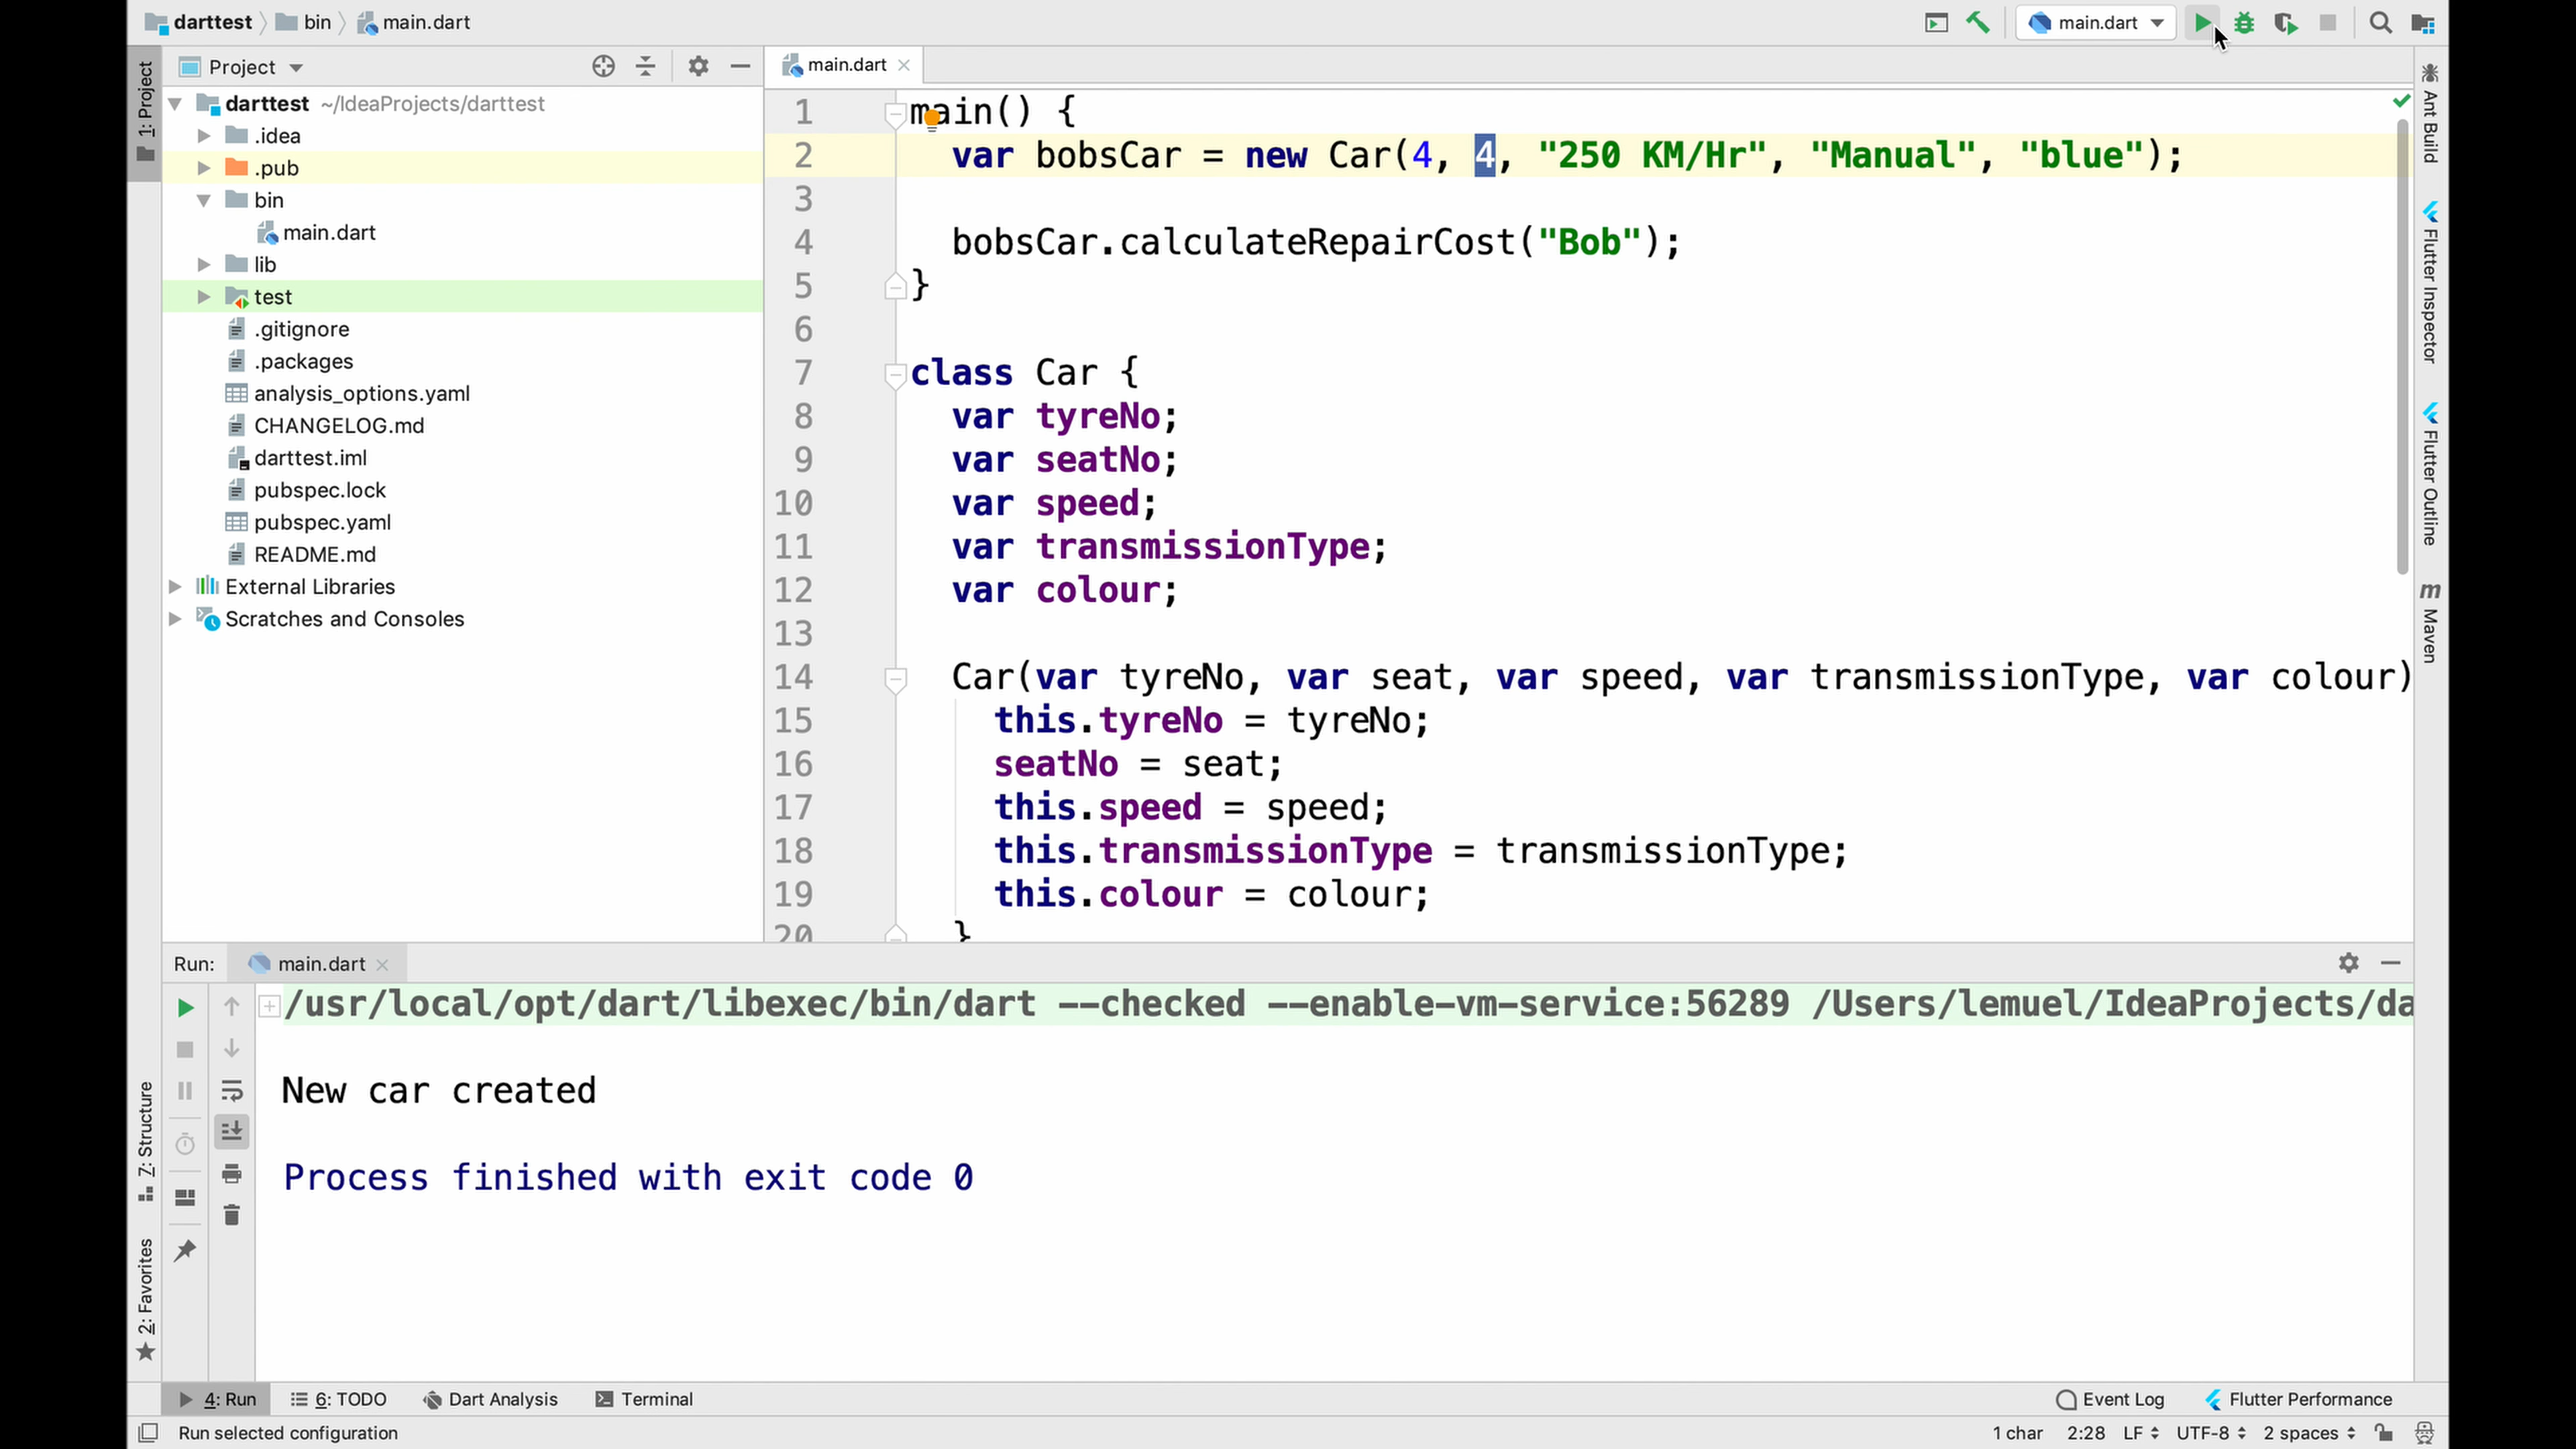 darttest bin main.dart
main.dart
1: Project
Project
main.dart
darttest ~/IdeaProjects/darttest
.idea
.pub
bin
main.dart
lib
test
.gitignore
.packages
analysis_options.yaml
CHANGELOG.md
darttest.iml
pubspec.lock
pubspec.yaml
README.md
External Libraries
Scratches and Consoles
1 main() {
2 var bobsCar = new Car(4, 4, "250 KM/Hr", "Manual", "blue");
3
4 bobsCar.calculateRepairCost("Bob");
5 }
6
7 class Car {
8 var tyreNo;
9 var seatNo;
10 var speed;
11 var transmissionType;
12 var colour;
13
14 Car(var tyreNo, var seat, var speed, var transmissionType, var colour)
15 this.tyreNo = tyreNo;
16 seatNo = seat;
17 this.speed = speed;
18 this.transmissionType = transmissionType;
19 this.colour = colour;
20 }
Ant Build
Flutter Inspector
Flutter Outline
m Maven
Run: main.dart
/usr/local/opt/dart/libexec/bin/dart --checked --enable-vm-service:56289 /Users/lemuel/IdeaProjects/da
New car created
Process finished with exit code 0
Z: Structure
2: Favorites
4: Run 6: TODO Dart Analysis Terminal Event Log Flutter Performance
Run selected configuration 1 char 2:28 LF UTF-8 2 spaces